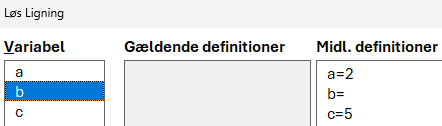 Løs Ligning
Variabel Gældende definitioner Midl. definitioner
a a=2
b b=
c c=5